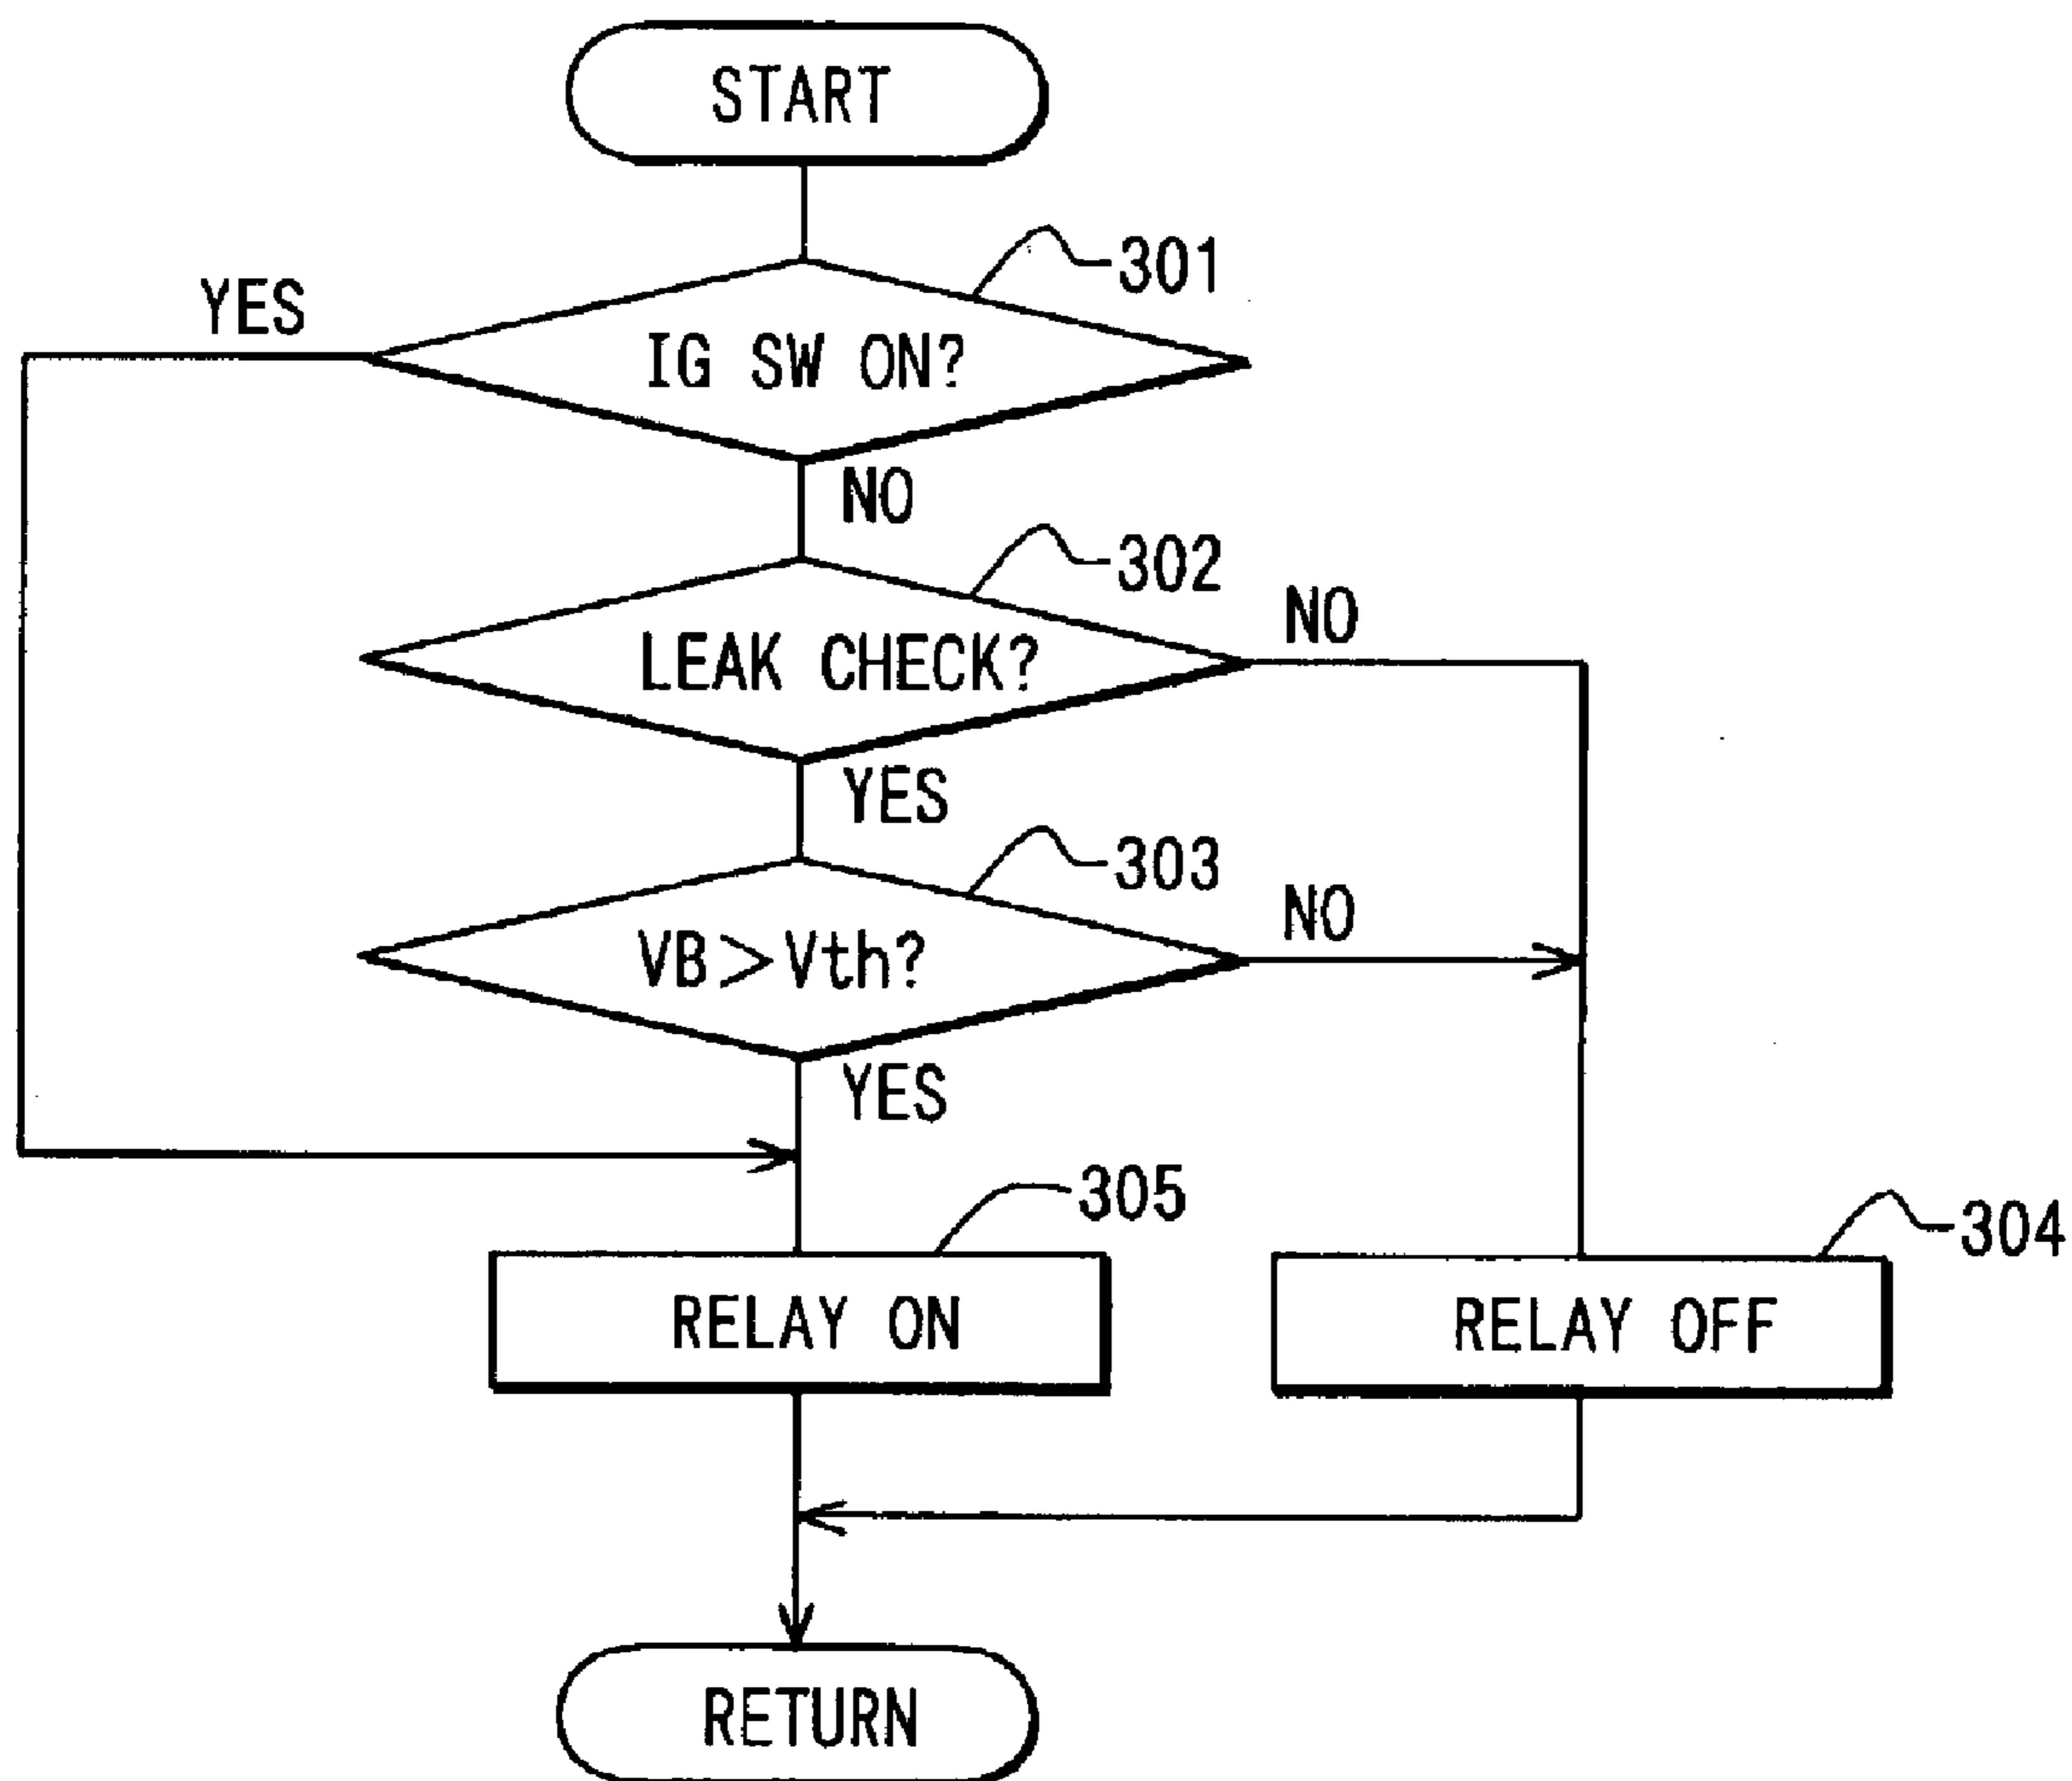 START
301
YES
IG SW ON?
NO
302
NO
LEAK CHECK?
YES
303
NO
VB>Vth?
YES
305
304
RELAY ON
RELAY OFF
RETURN